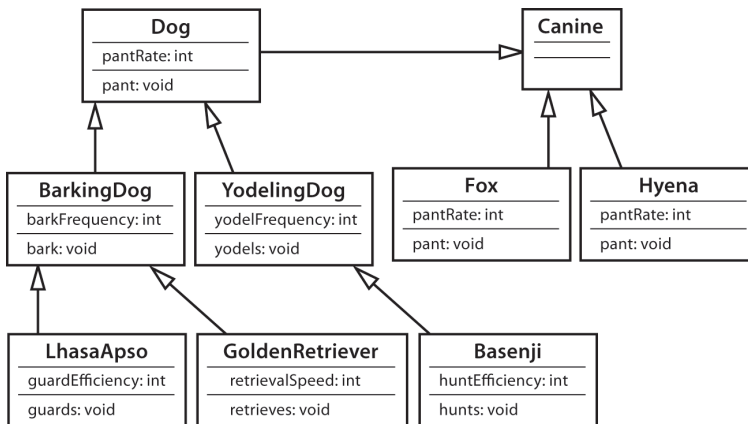 Dog
pantRate: int
pant: void
Canine
BarkingDog
barkFrequency: int
bark: void
YodelingDog
yodelFrequency: int
yodels: void
Fox
pantRate: int
pant: void
Hyena
pantRate: int
pant: void
LhasaApso
guardEfficiency: int
guards: void
GoldenRetriever
retrievalSpeed: int
retrieves: void
Basenji
huntEfficiency: int
hunts: void